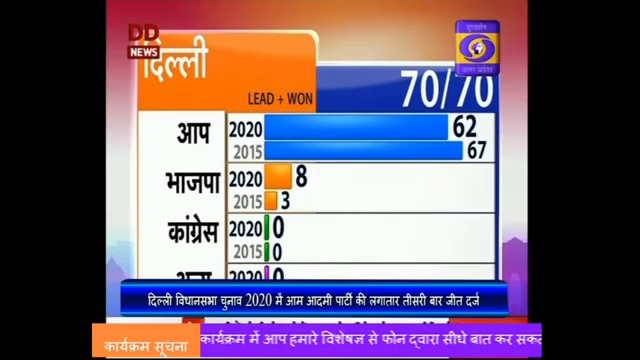 DD NEWS
दूरदर्शन
उत्तर प्रदेश
दिल्ली
LEAD + WON
70/70
आप
2020 62
2015 67
भाजपा
2020 8
2015 3
कांग्रेस
2020 0
2015 0
अन्य 2020 0
दिल्ली विधानसभा चुनाव 2020 में आम आदमी पार्टी की लगातार तीसरी बार जीत दर्ज
कार्यक्रम सूचना
कार्यक्रम में आप हमारे विशेषज्ञ से फोन द्वारा सीधे बात कर सकत